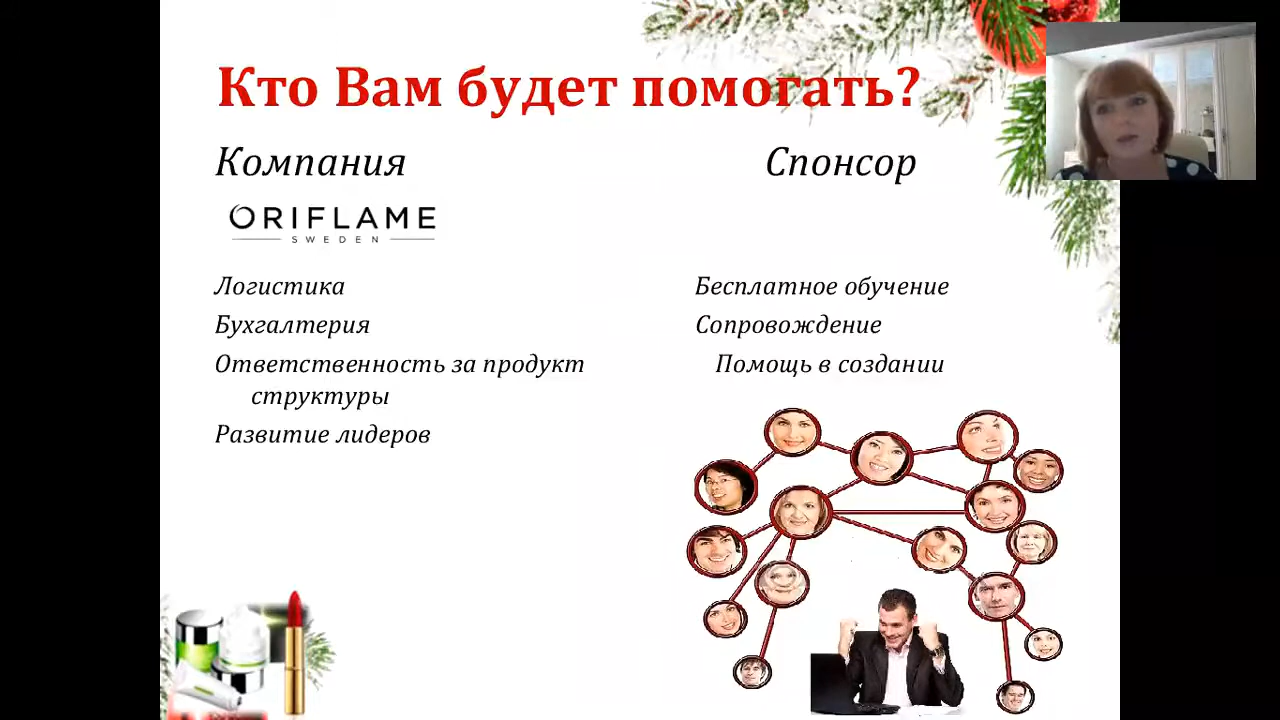 Кто Вам будет помогать?
Компания
Спонсор
ORIFLAME
SWEDEN
Логистика
Бесплатное обучение
Бухгалтерия
Сопровождение
Ответственность за продукт
Помощь в создании
структуры
Развитие лидеров